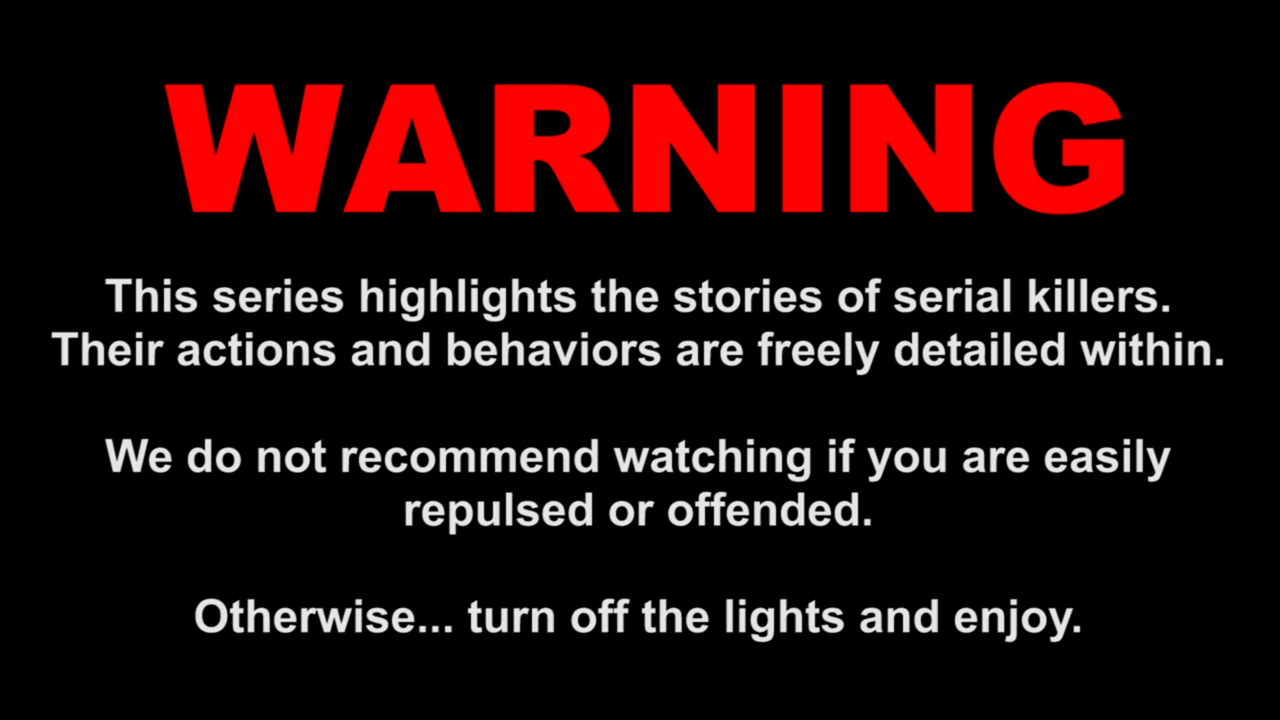 WARNING
This series highlights the stories of serial killers.
Their actions and behaviors are freely detailed within.
We do not recommend watching if you are easily
repulsed or offended.
Otherwise... turn off the lights and enjoy.